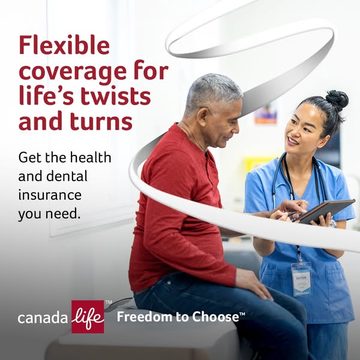 Flexible
coverage for
life's twists
and turns
Get the health
and dental
insurance
you need.
canada life™ Freedom to Choose™